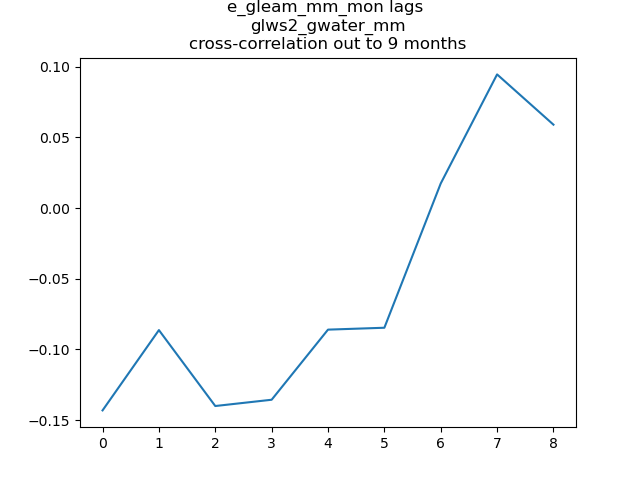 e_gleam_mm_mon lags
glws2_gwater_mm
cross-correlation out to 9 months
0.10
0.05
0.00
−0.05
−0.10
−0.15
0 1 2 3 4 5 6 7 8